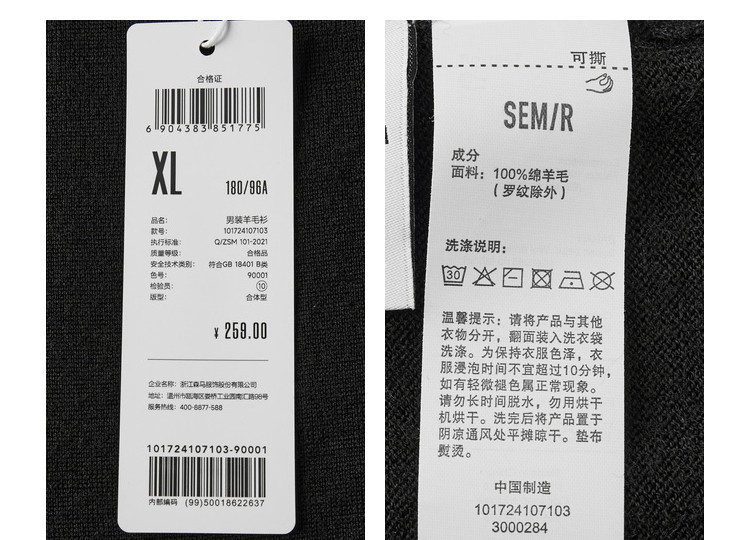 合格证
6 904383 851775
XL
180/96A
品名: 男装羊毛衫
款号: 101724107103
执行标准: Q/ZSM 101-2021
质量等级: 合格品
安全技术类别: 符合GB 18401 B类
色号: 90001
检验员: 10
版型: 合体型
¥ 259.00
企业名称: 浙江森马服饰股份有限公司
地址: 温州市瓯海区娄桥工业园南汇路98号
服务热线: 400-8877-588
101724107103-90001
内部编码 (99)50018622637
可撕
SEM/R
成分
面料: 100%绵羊毛
(罗纹除外)
洗涤说明:
30
温馨提示: 请将产品与其他
衣物分开，翻面装入洗衣袋
洗涤。为保持衣服色泽，衣
服浸泡时间不宜超过10分钟，
如有轻微褪色属正常现象。
请勿长时间脱水，勿用烘干
机烘干。洗完后将产品置于
阴凉通风处平摊晾干。垫布
熨烫。
中国制造
101724107103
3000284